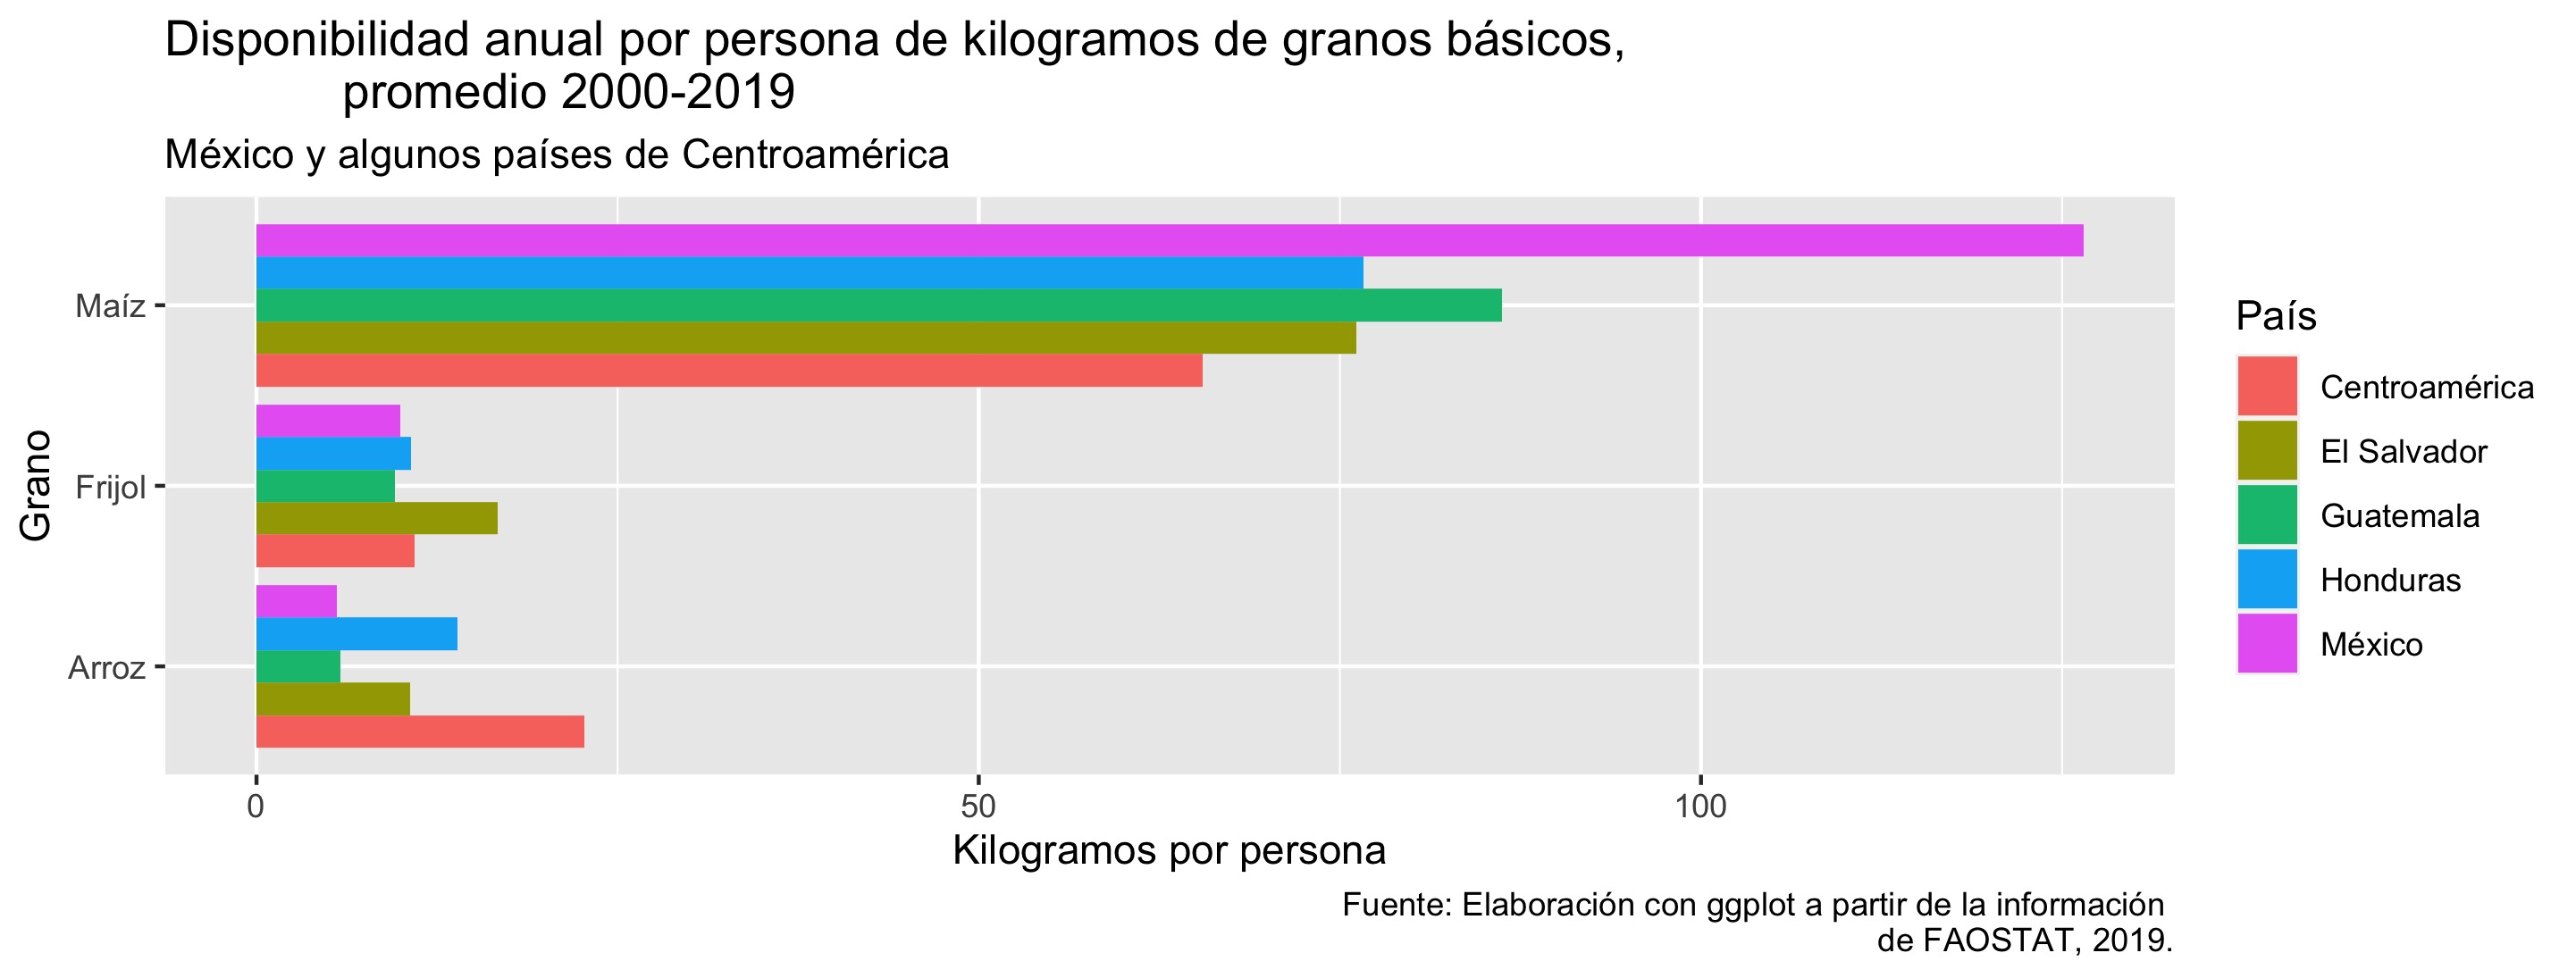 Disponibilidad anual por persona de kilogramos de granos básicos,
promedio 2000-2019
México y algunos países de Centroamérica
Grano
Maíz
Frijol
Arroz
0
50
100
Kilogramos por persona
País
Centroamérica
El Salvador
Guatemala
Honduras
México
Fuente: Elaboración con ggplot a partir de la información
de FAOSTAT, 2019.